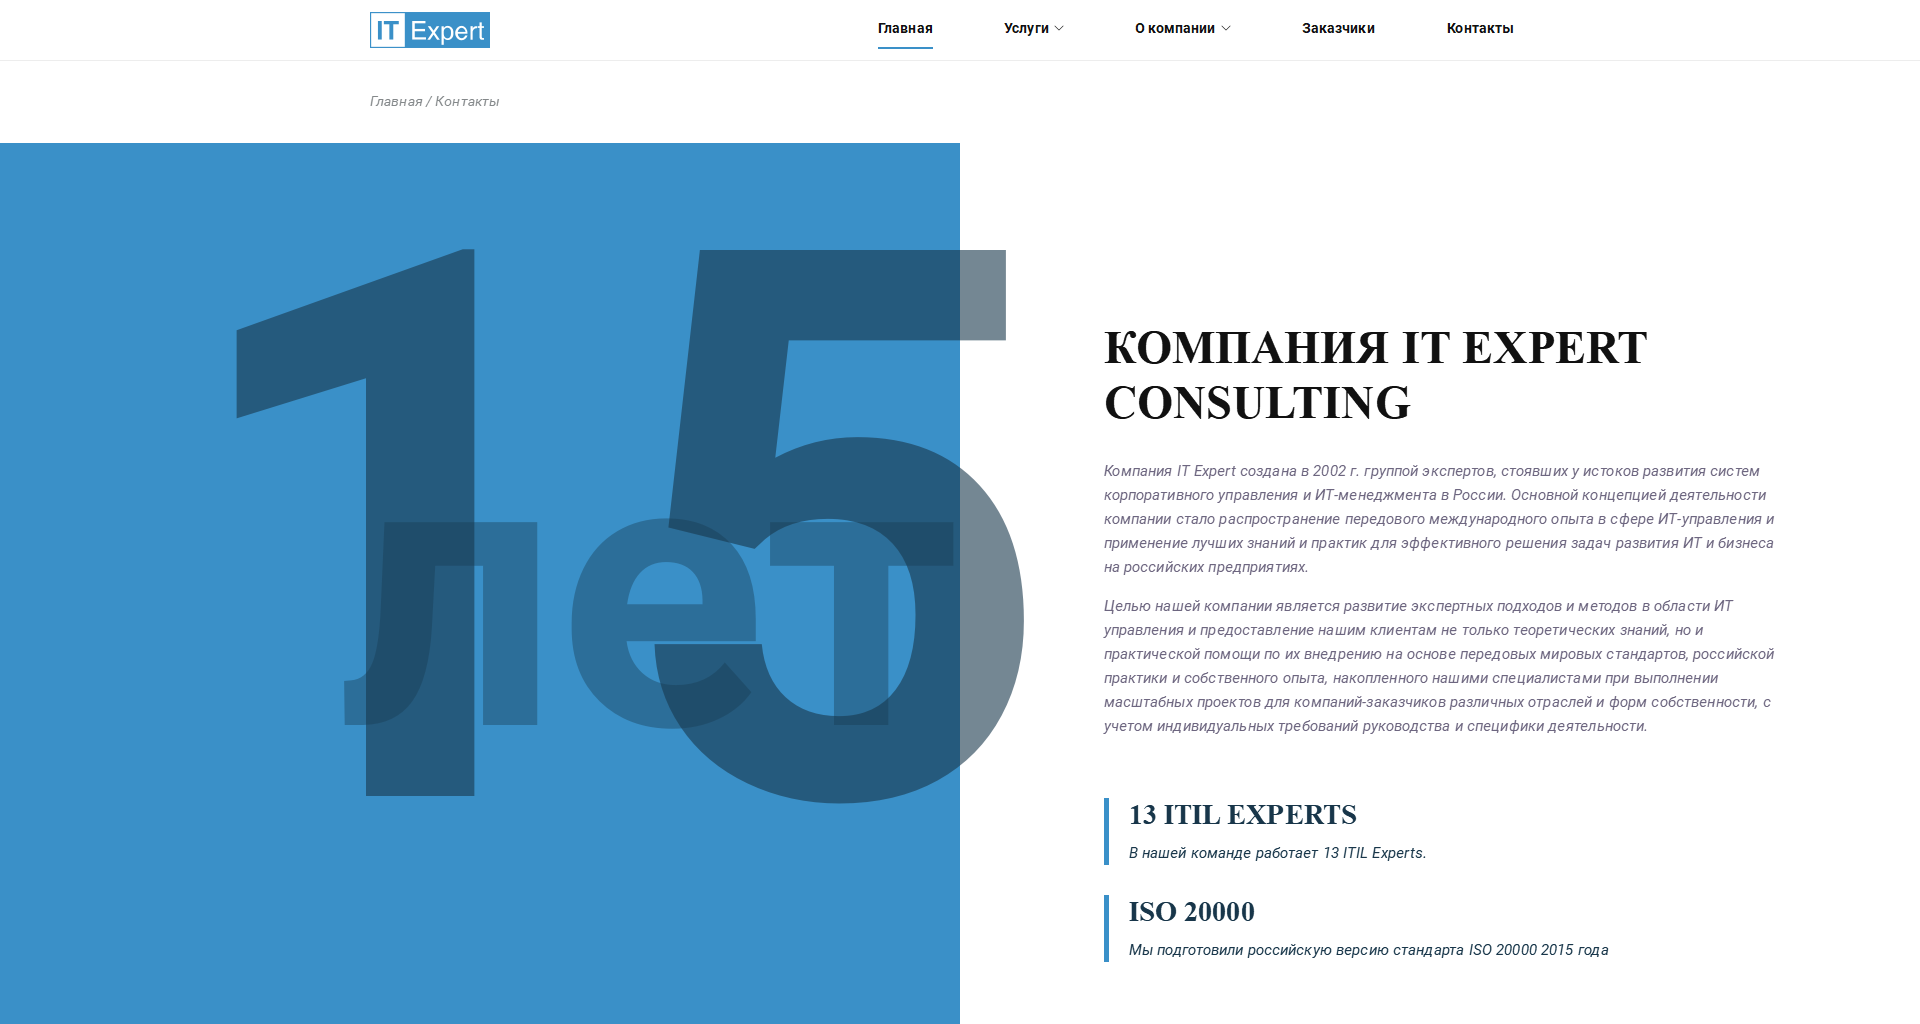 IT Expert
Главная
Услуги
О компании
Заказчики
Контакты
Главная / Контакты
15
лет
КОМПАНИЯ IT EXPERT
CONSULTING
Компания IT Expert создана в 2002 г. группой экспертов, стоявших у истоков развития систем
корпоративного управления и ИТ-менеджмента в России. Основной концепцией деятельности
компании стало распространение передового международного опыта в сфере ИТ-управления и
применение лучших знаний и практик для эффективного решения задач развития ИТ и бизнеса
на российских предприятиях.
Целью нашей компании является развитие экспертных подходов и методов в области ИТ
управления и предоставление нашим клиентам не только теоретических знаний, но и
практической помощи по их внедрению на основе передовых мировых стандартов, российской
практики и собственного опыта, накопленного нашими специалистами при выполнении
масштабных проектов для компаний-заказчиков различных отраслей и форм собственности, с
учетом индивидуальных требований руководства и специфики деятельности.
13 ITIL EXPERTS
В нашей команде работает 13 ITIL Experts.
ISO 20000
Мы подготовили российскую версию стандарта ISO 20000 2015 года